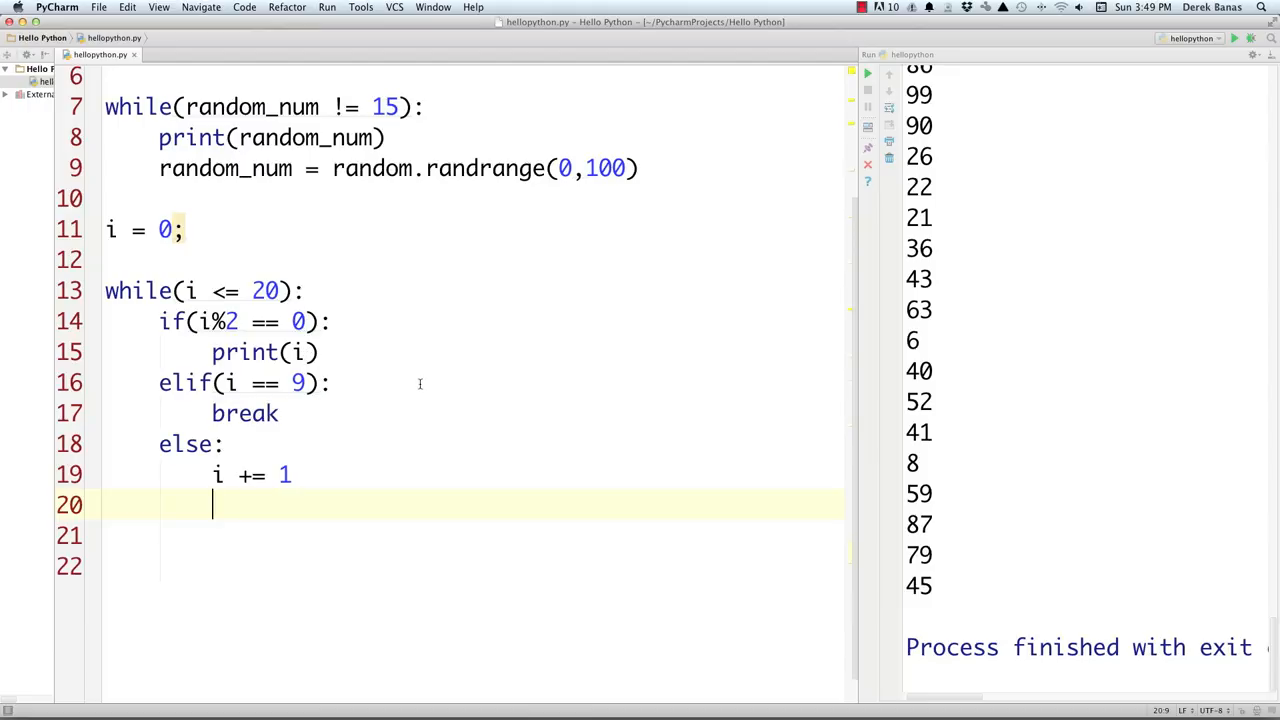 PyCharm File Edit View Navigate Code Refactor Run Tools VCS Window Help 10 Sun 3:49 PM Derek Banas
hellopython.py - Hello Python - [~/PycharmProjects/Hello Python]
Hello Python hellopython.py hellopython
hellopython.py Run hellopython
Hello P
hell
Externa
6
7 while(random_num != 15):
8 print(random_num)
9 random_num = random.randrange(0,100)
10
11 i = 0;
12
13 while(i <= 20):
14 if(i%2 == 0):
15 print(i)
16 elif(i == 9):
17 break
18 else:
19 i += 1
20
21
22
86
99
90
26
22
21
36
43
63
6
40
52
41
8
59
87
79
45
Process finished with exit
20:9 LF UTF-8